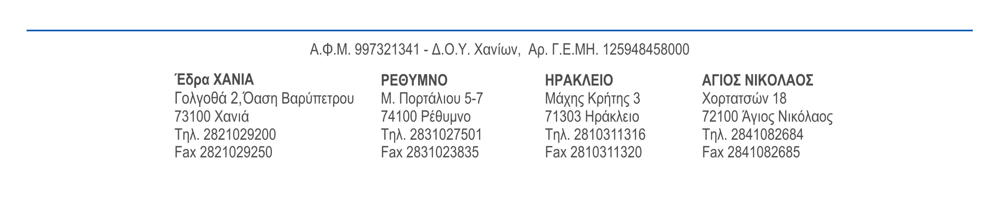 Α.Φ.Μ. 997321341 - Δ.Ο.Υ. Χανίων,  Αρ. Γ.Ε.ΜΗ. 125948458000
Έδρα ΧΑΝΙΑ
Γολγοθά 2,Όαση Βαρύπετρου
73100 Χανιά
Τηλ. 2821029200
Fax 2821029250
ΡΕΘΥΜΝΟ
Μ. Πορτάλιου 5-7
74100 Ρέθυμνο
Τηλ. 2831027501
Fax 2831023835
ΗΡΑΚΛΕΙΟ
Μάχης Κρήτης 3
71303 Ηράκλειο
Τηλ. 2810311316
Fax 2810311320
ΑΓΙΟΣ ΝΙΚΟΛΑΟΣ
Χορτατσών 18
72100 Άγιος Νικόλαος
Τηλ. 2841082684
Fax 2841082685